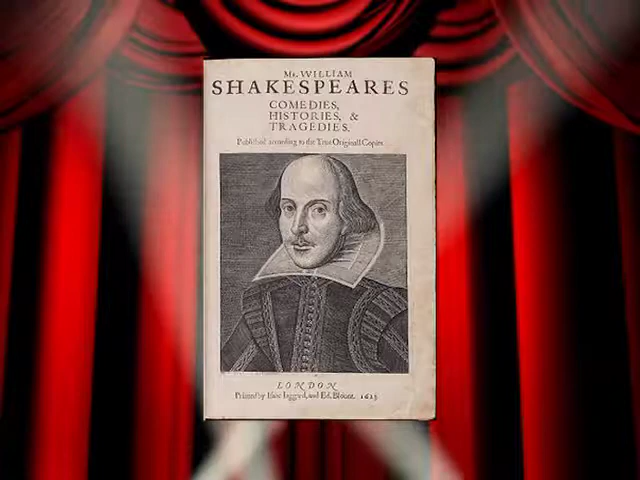 Mr. WILLIAM
SHAKESPEARES
COMEDIES,
HISTORIES, &
TRAGEDIES.
Published according to the True Originall Copies.
LONDON
Printed by Isaac Iaggard, and Ed. Blount. 1623